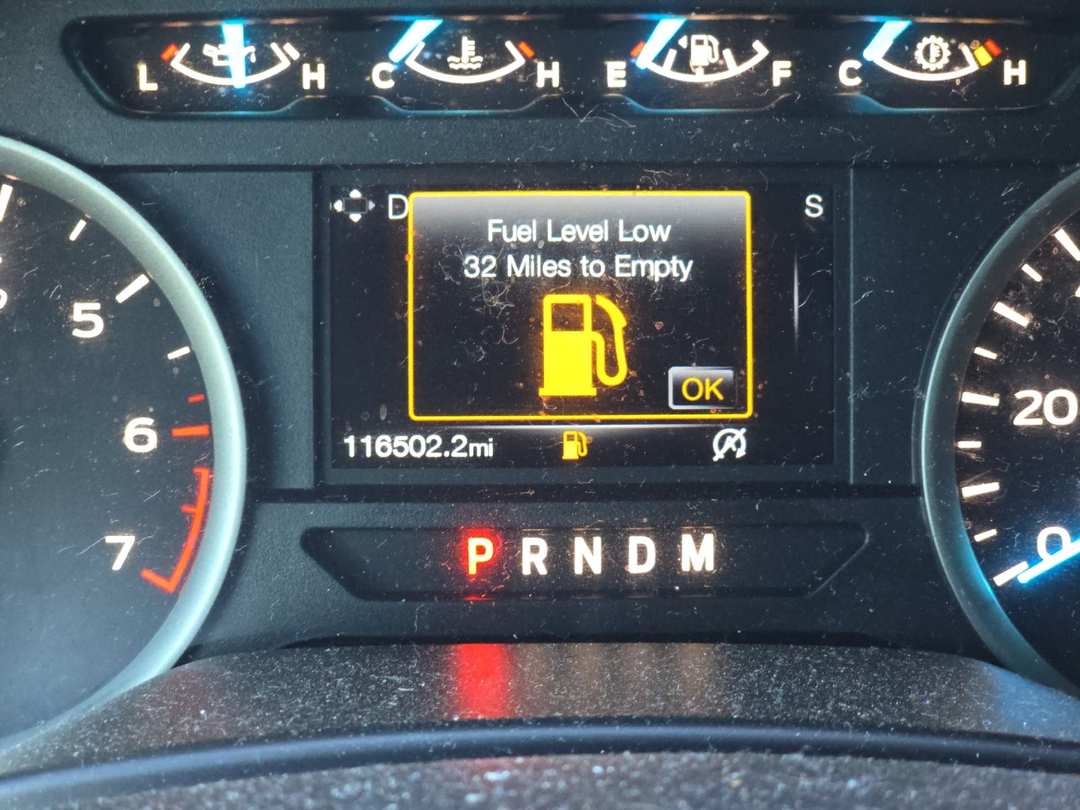 L H C H E F C F H
D S
Fuel Level Low
32 Miles to Empty
OK
116502.2mi
5
6
7
20
0
P R N D M